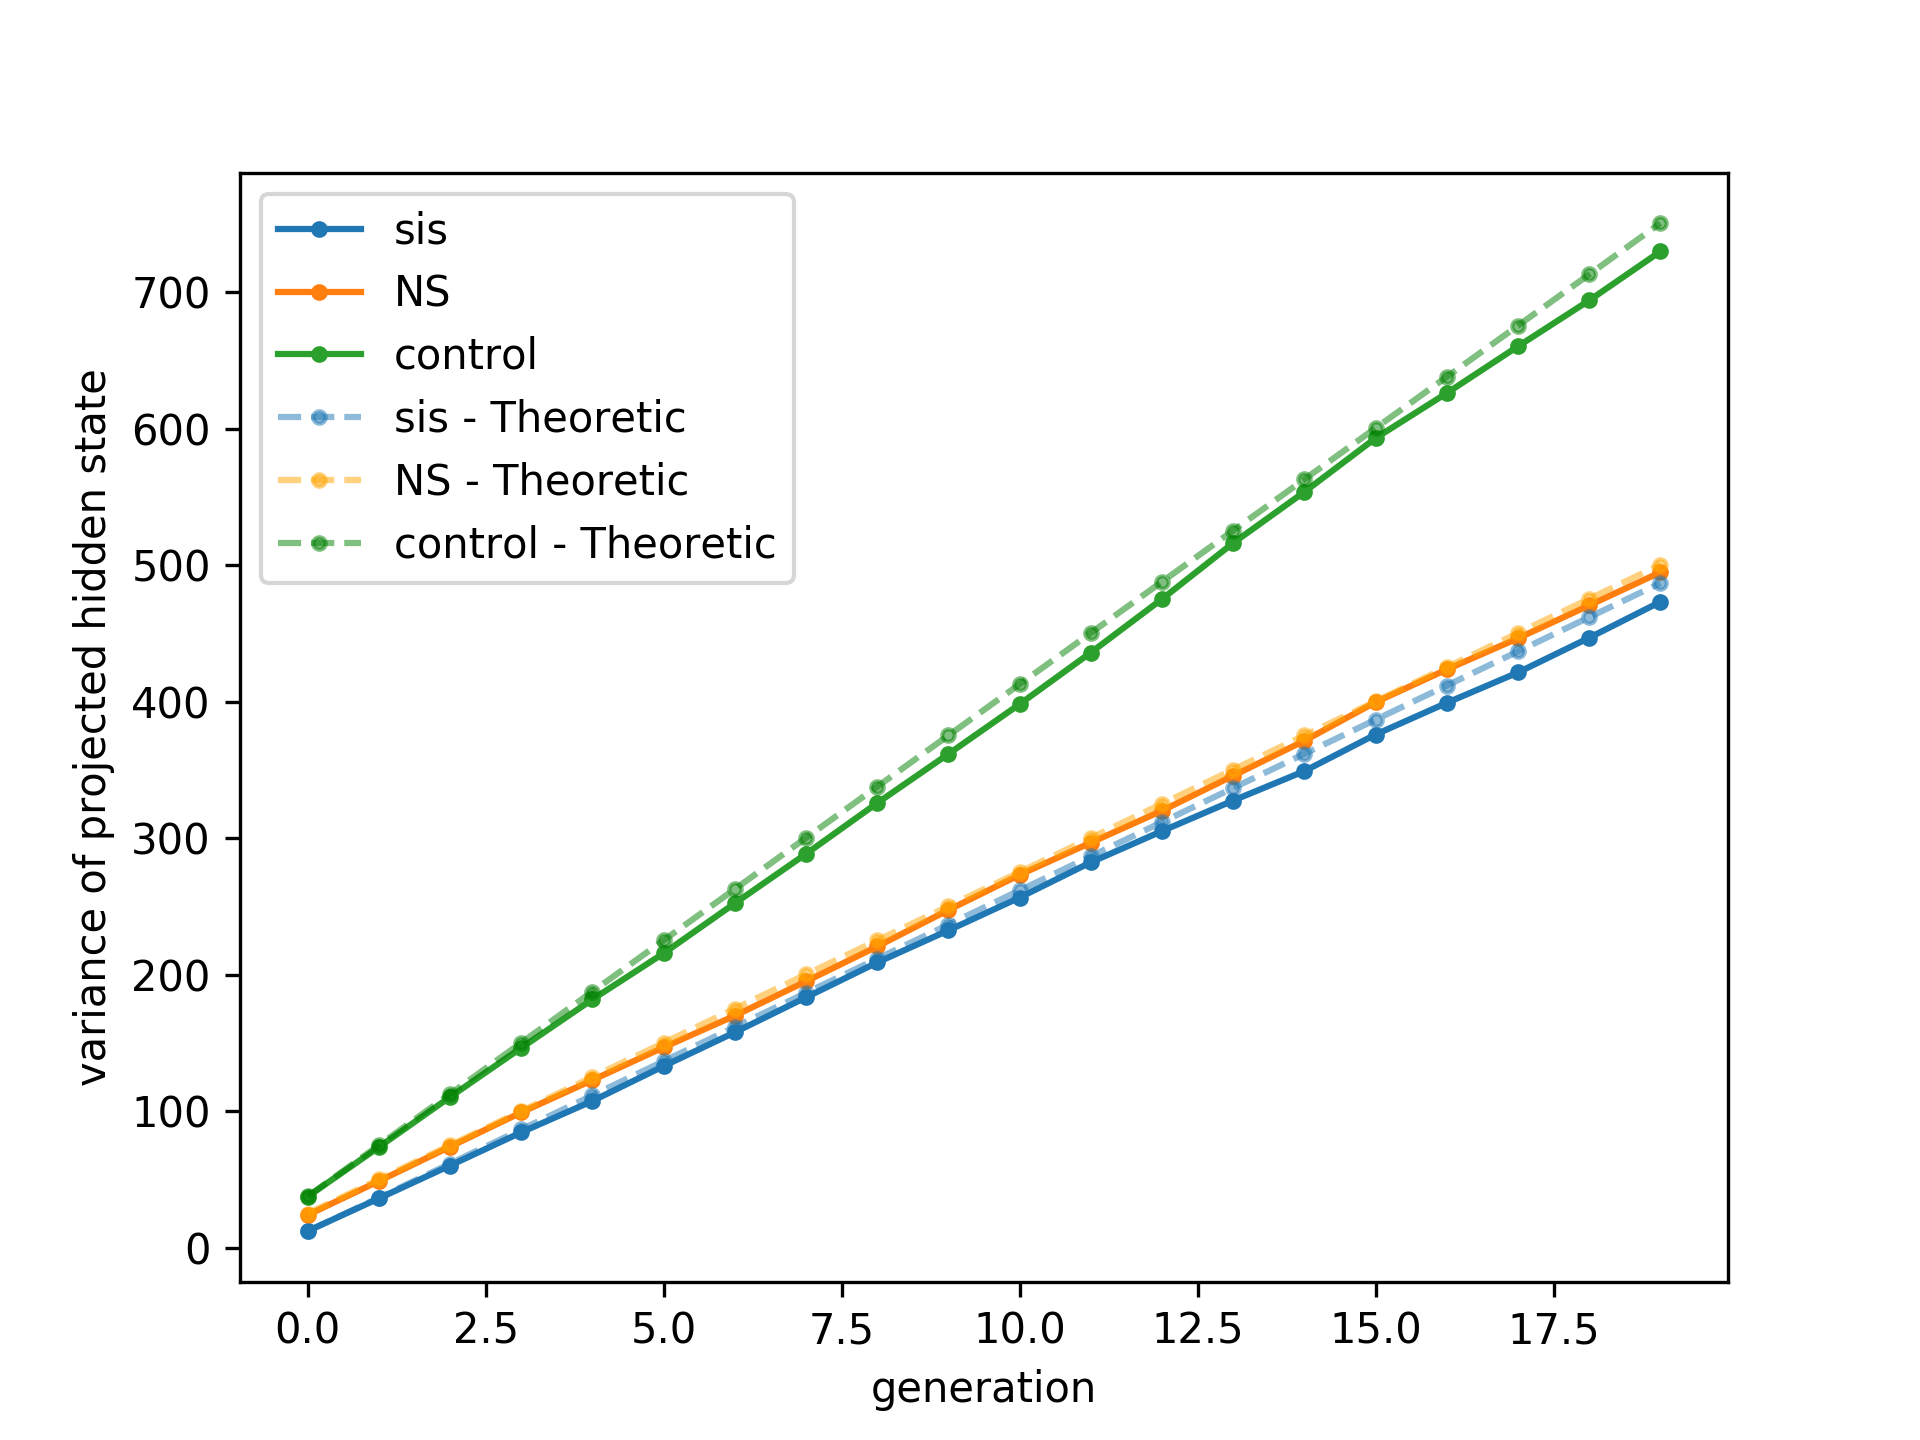 sis
NS
control
sis - Theoretic
NS - Theoretic
control - Theoretic
variance of projected hidden state
700
600
500
400
300
200
100
0
0.0 2.5 5.0 7.5 10.0 12.5 15.0 17.5
generation